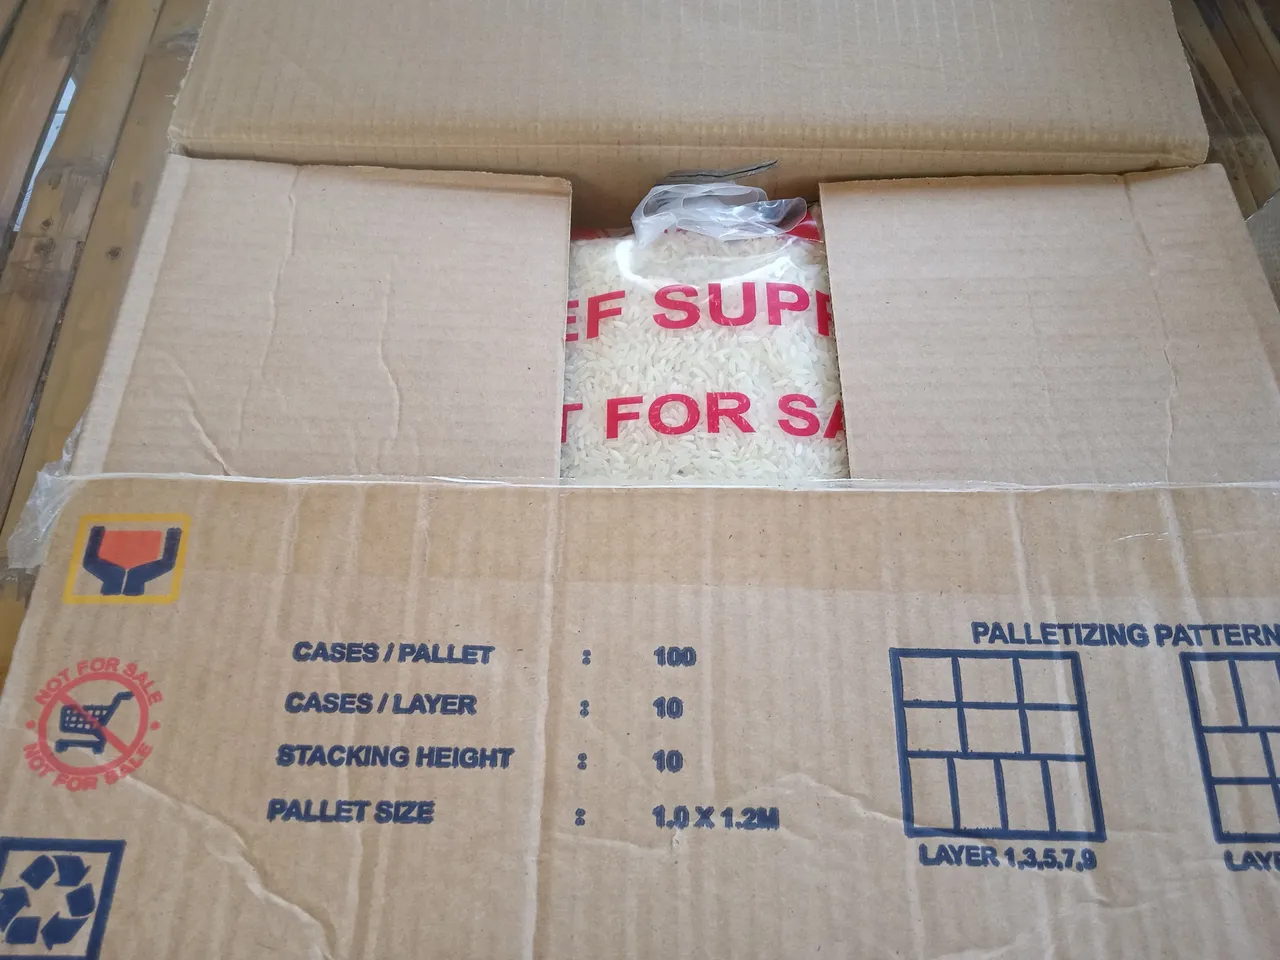 EF SUPP
T FOR SA
NOT FOR SALE
NOT FOR SALE
CASES / PALLET : 100
CASES / LAYER : 10
STACKING HEIGHT : 10
PALLET SIZE : 1.0 X 1.2M
PALLETIZING PATTERN
LAYER 1,3,5,7,9
LAYE